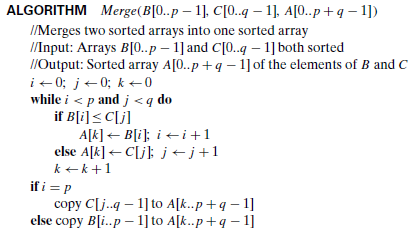 ALGORITHM Merge(B[0..p − 1], C[0..q − 1], A[0..p + q − 1])
//Merges two sorted arrays into one sorted array
//Input: Arrays B[0..p − 1] and C[0..q − 1] both sorted
//Output: Sorted array A[0..p + q − 1] of the elements of B and C
i ← 0; j ← 0; k ← 0
while i < p and j < q do
if B[i] ≤ C[j]
A[k] ← B[i]; i ← i + 1
else A[k] ← C[j]; j ← j + 1
k ← k + 1
if i = p
copy C[j..q − 1] to A[k..p + q − 1]
else copy B[i..p − 1] to A[k..p + q − 1]